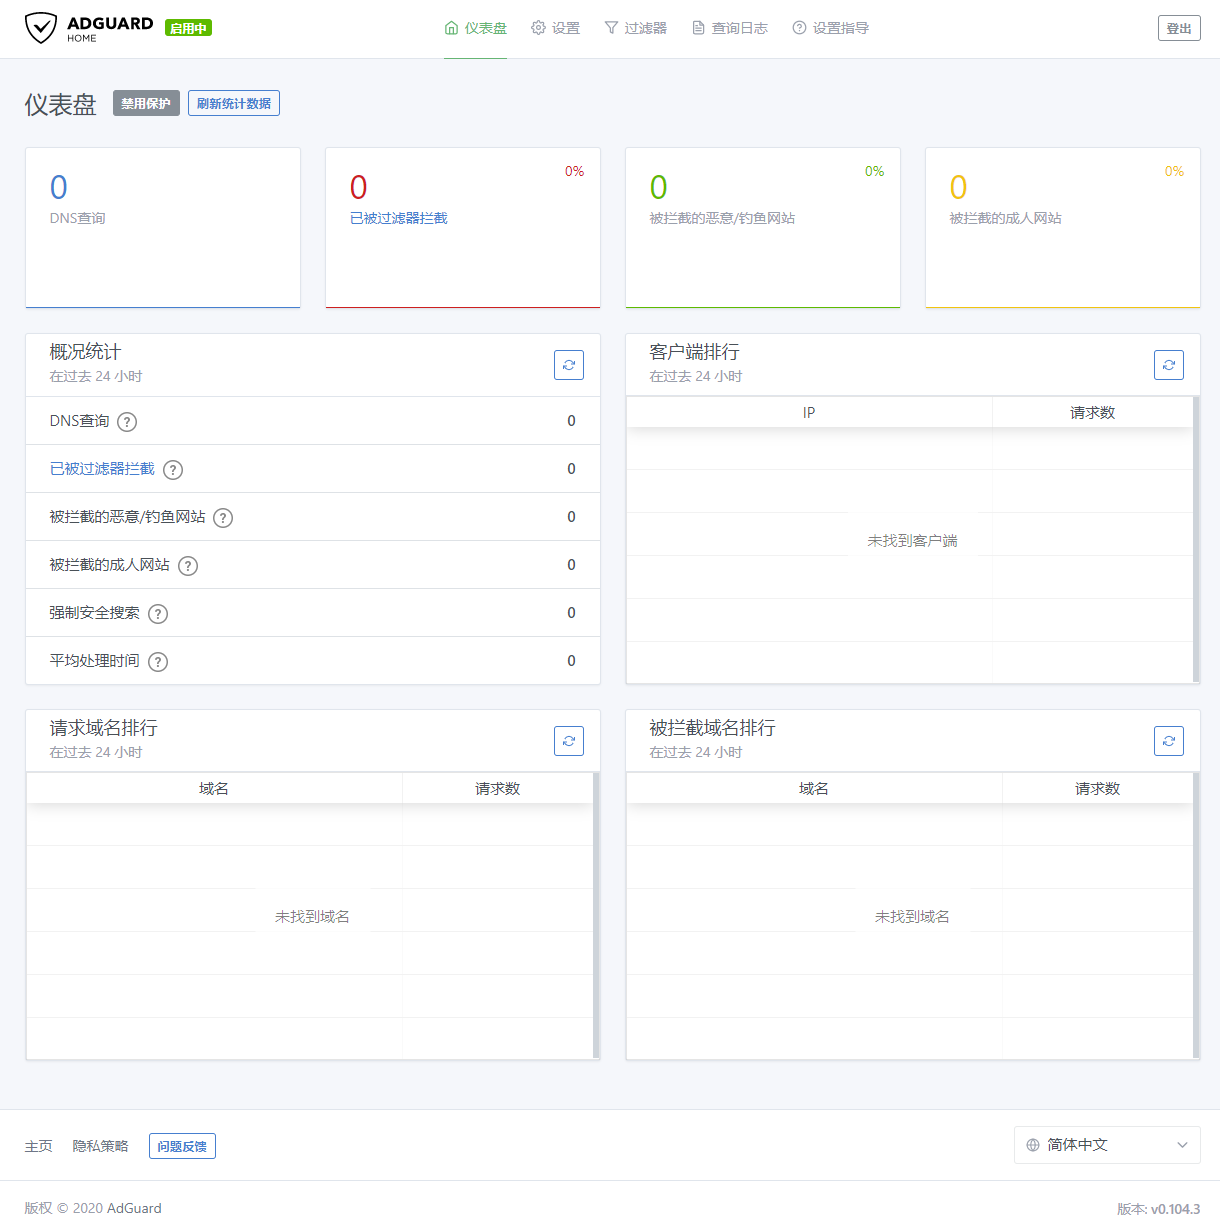 ADGUARD
HOME
启用中
仪表盘
设置
过滤器
查询日志
设置指导
登出
仪表盘
禁用保护
刷新统计数据
0
DNS查询
0%
0
已被过滤器拦截
0%
0
被拦截的恶意/钓鱼网站
0%
0
被拦截的成人网站
概况统计
在过去 24 小时
DNS查询 ? 0
已被过滤器拦截 ? 0
被拦截的恶意/钓鱼网站 ? 0
被拦截的成人网站 ? 0
强制安全搜索 ? 0
平均处理时间 ? 0
客户端排行
在过去 24 小时
IP 请求数
未找到客户端
请求域名排行
在过去 24 小时
域名 请求数
未找到域名
被拦截域名排行
在过去 24 小时
域名 请求数
未找到域名
主页
隐私策略
问题反馈
简体中文
版权 © 2020 AdGuard
版本: v0.104.3